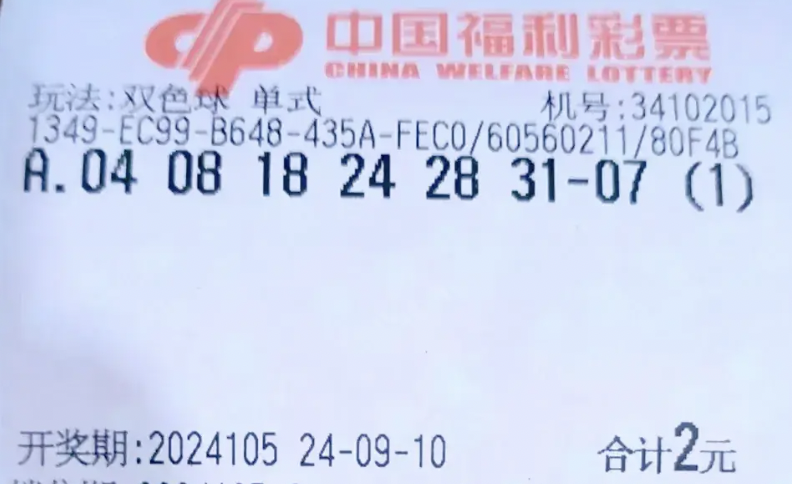 中国福利彩票
CHINA WELFARE LOTTERY
玩法:双色球 单式 机号:34102015
1349-EC99-B648-435A-FEC0/60560211/80F4B
A.04 08 18 24 28 31-07 (1)
开奖期:2024105 24-09-10 合计2元